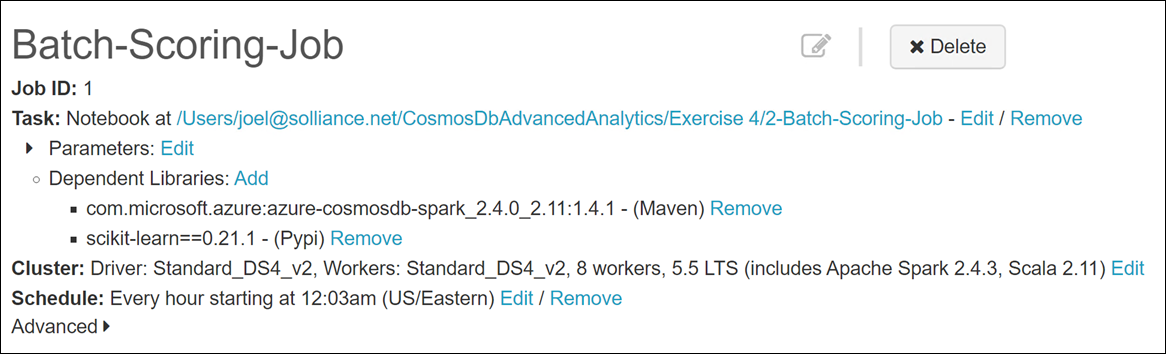 Batch-Scoring-Job
Delete
Job ID: 1
Task: Notebook at /Users/joel@solliance.net/CosmosDbAdvancedAnalytics/Exercise 4/2-Batch-Scoring-Job - Edit / Remove
Parameters: Edit
Dependent Libraries: Add
com.microsoft.azure:azure-cosmosdb-spark_2.4.0_2.11:1.4.1 - (Maven) Remove
scikit-learn==0.21.1 - (Pypi) Remove
Cluster: Driver: Standard_DS4_v2, Workers: Standard_DS4_v2, 8 workers, 5.5 LTS (includes Apache Spark 2.4.3, Scala 2.11) Edit
Schedule: Every hour starting at 12:03am (US/Eastern) Edit / Remove
Advanced